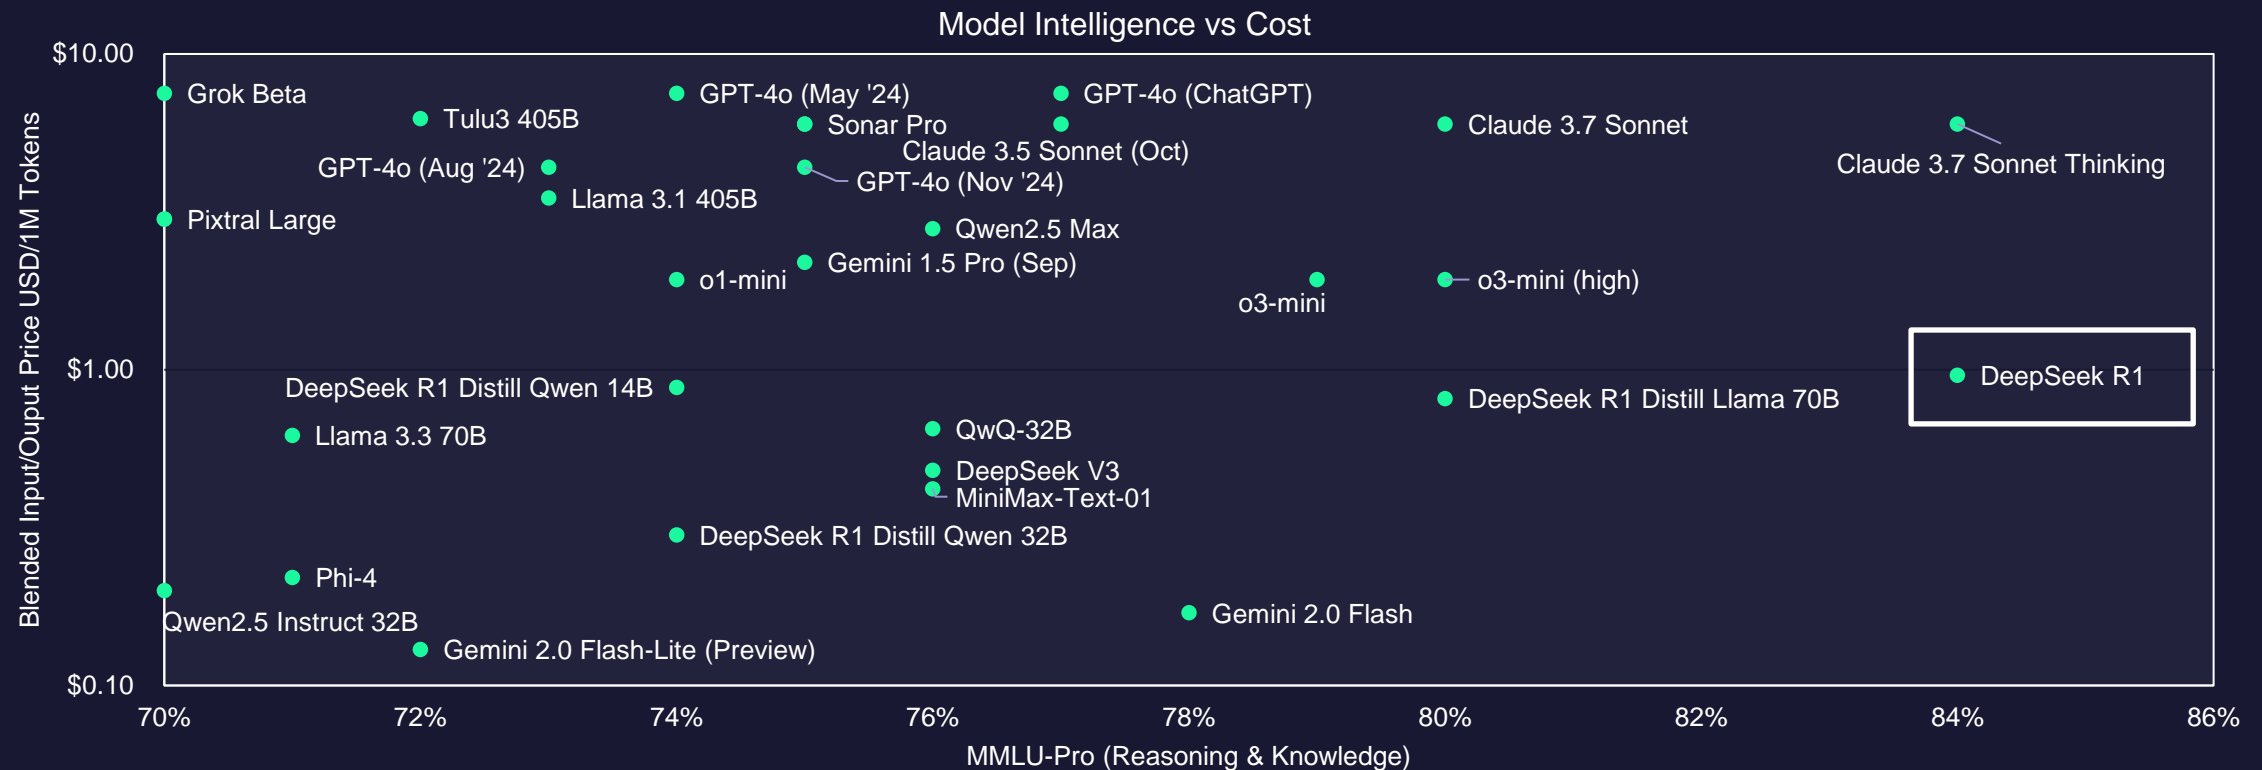 Model Intelligence vs Cost
$10.00
Grok Beta
GPT-4o (May '24)
GPT-4o (ChatGPT)
Tulu3 405B
Sonar Pro
Claude 3.7 Sonnet
Claude 3.5 Sonnet (Oct)
Claude 3.7 Sonnet Thinking
GPT-4o (Aug '24)
GPT-4o (Nov '24)
Llama 3.1 405B
Pixtral Large
Qwen2.5 Max
Gemini 1.5 Pro (Sep)
o1-mini
o3-mini (high)
o3-mini
$1.00
DeepSeek R1
DeepSeek R1 Distill Qwen 14B
DeepSeek R1 Distill Llama 70B
Llama 3.3 70B
QwQ-32B
DeepSeek V3
MiniMax-Text-01
DeepSeek R1 Distill Qwen 32B
Phi-4
Qwen2.5 Instruct 32B
Gemini 2.0 Flash
Gemini 2.0 Flash-Lite (Preview)
$0.10
Blended Input/Ouput Price USD/1M Tokens
70%
72%
74%
76%
78%
80%
82%
84%
86%
MMLU-Pro (Reasoning & Knowledge)